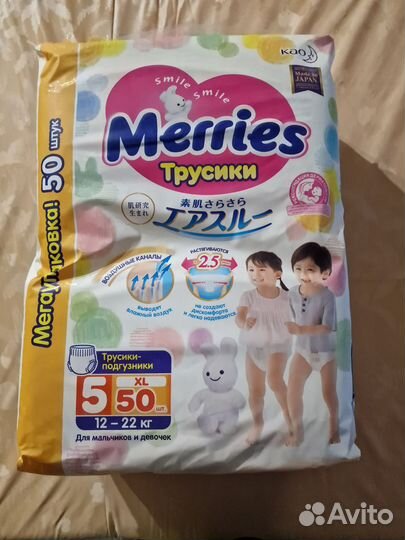 Kao
Made in
JAPAN
Smile Smile
Merries
Трусики
肌研究
生まれ
素肌さらさら
エアスルー
ВОЗДУШНЫЕ КАНАЛЫ
выводят
влажный воздух
РАСТЯГИВАЮТСЯ
2.5
не создают
дискомфорта
и легко надеваются
50 штук
Трусики-
подгузники
5
XL
50
шт.
12 – 22 кг
Для мальчиков и девочек
Avito